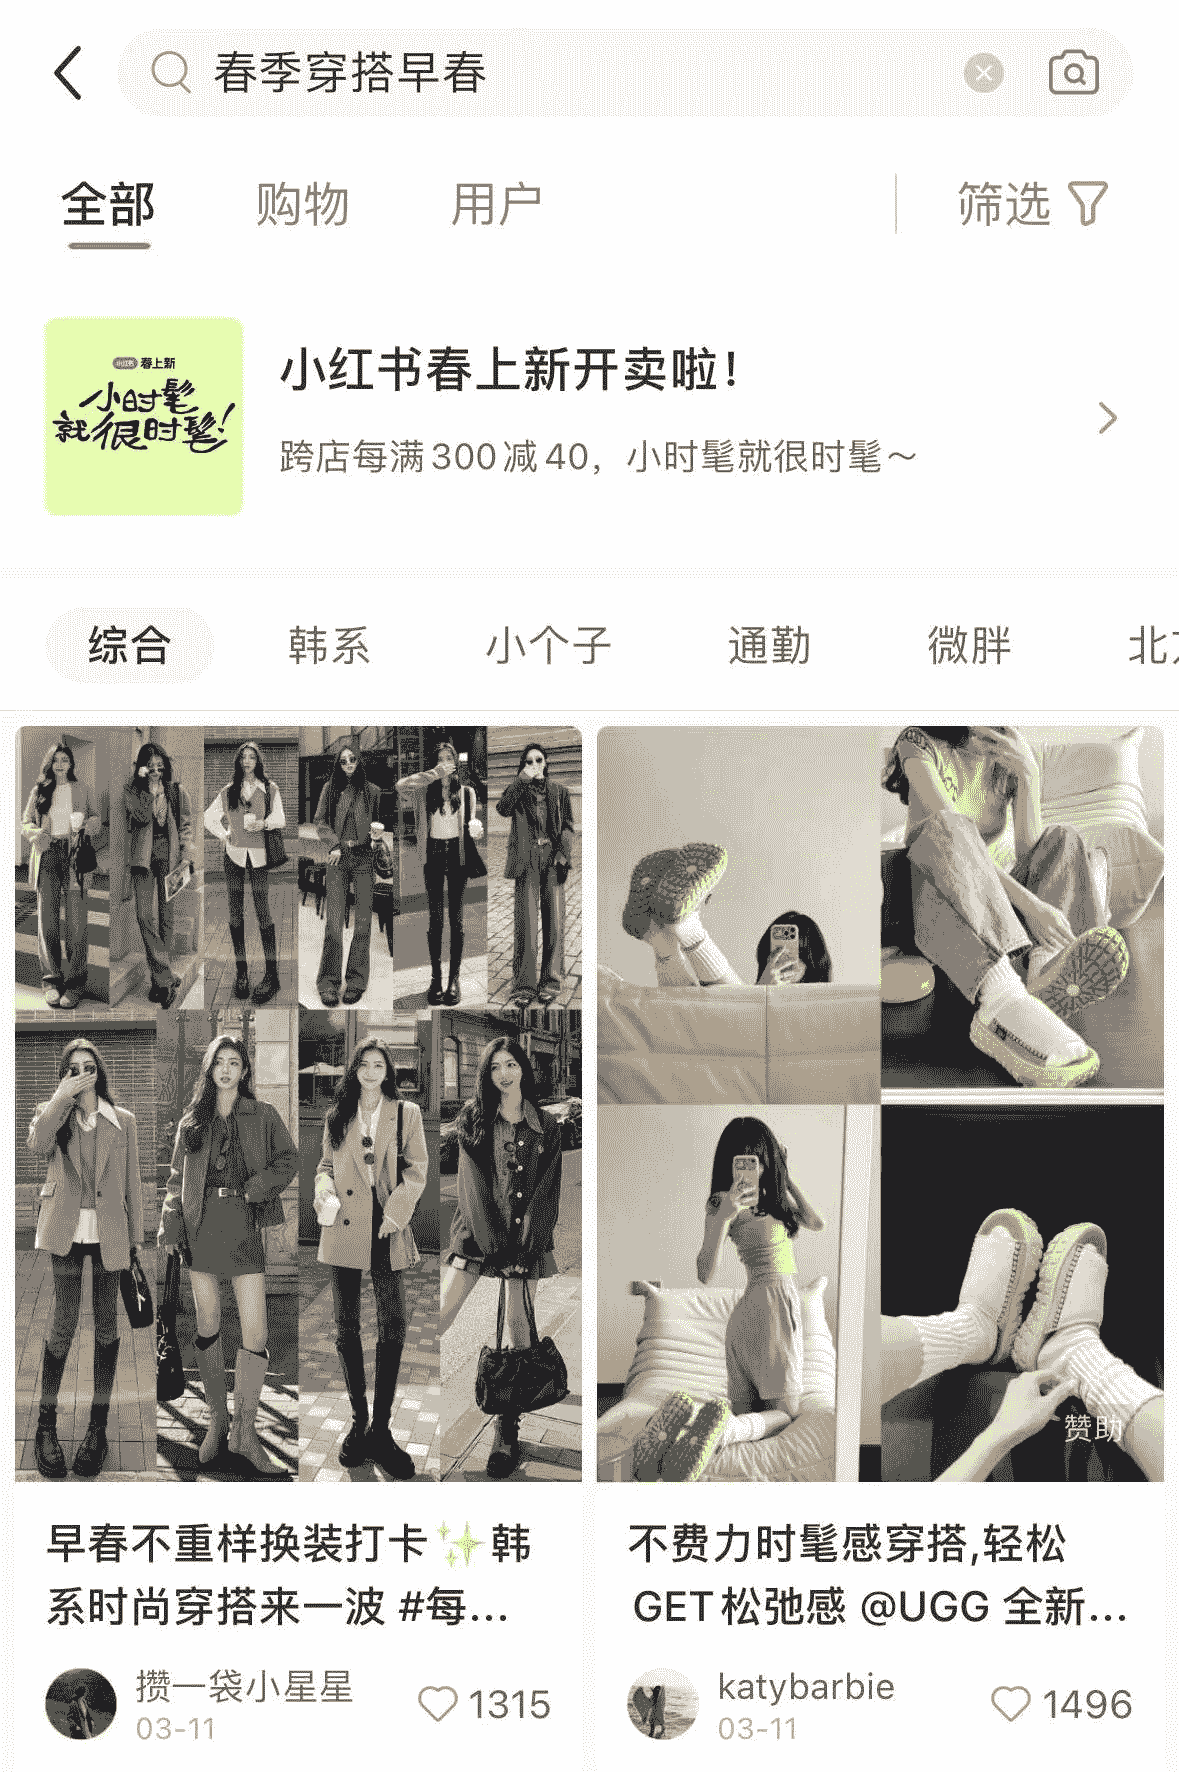 春季穿搭早春
全部
购物
用户
筛选
小红书 春上新
小时髦
就很时髦!
小红书春上新开卖啦！
跨店每满300减40，小时髦就很时髦～
综合
韩系
小个子
通勤
微胖
赞助
早春不重样换装打卡✨韩
系时尚穿搭来一波 #每...
攒一袋小星星
03-11
1315
不费力时髦感穿搭,轻松
GET松弛感 @UGG 全新...
katybarbie
03-11
1496